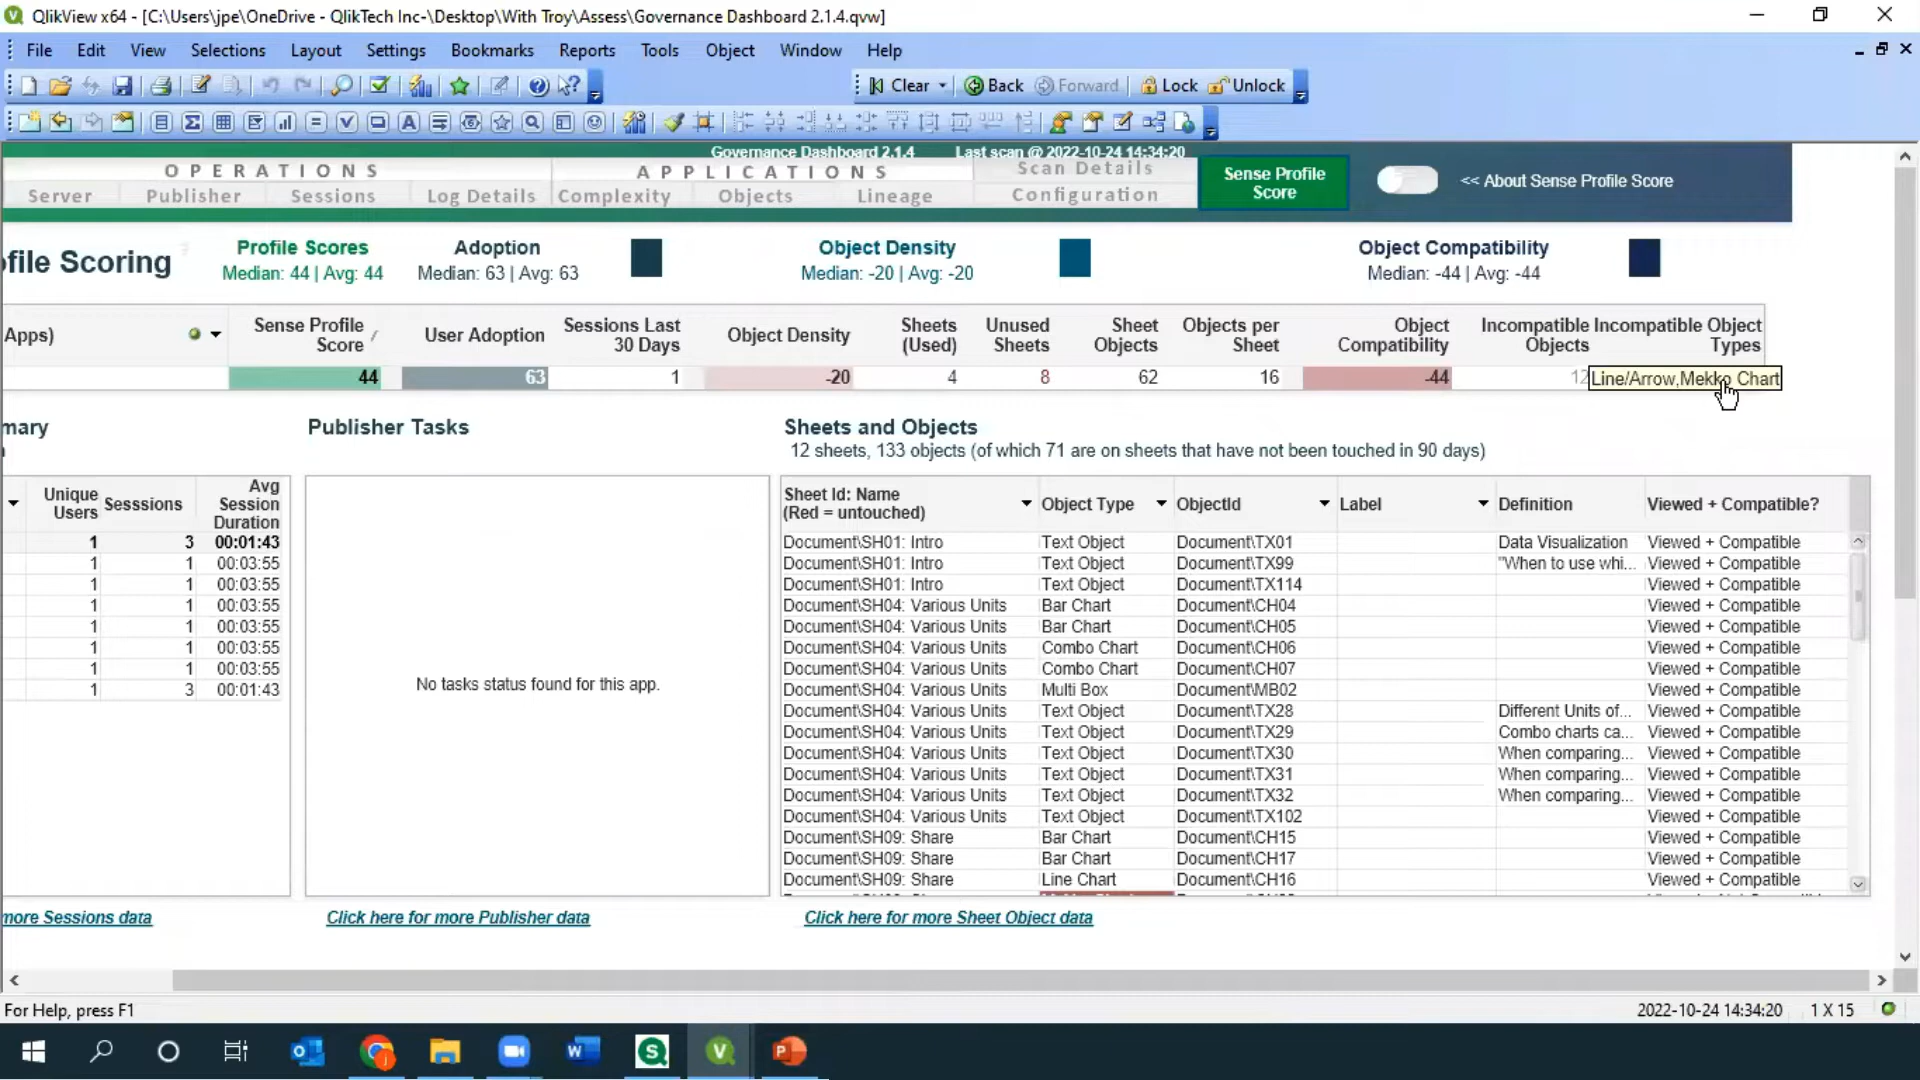 QlikView x64 - [C:\Users\jpe\OneDrive - QlikTech Inc-\Desktop\With Troy\Assess\Governance Dashboard 2.1.4.qvw]
File Edit View Selections Layout Settings Bookmarks Reports Tools Object Window Help
Clear Back Forward Lock Unlock
Governance Dashboard 2.1.4 Last scan @ 2022-10-24 14:34:20
OPERATIONS APPLICATIONS Scan Details
Server Publisher Sessions Log Details Complexity Objects Lineage Configuration
Sense Profile
Score
<< About Sense Profile Score
ofile Scoring
Profile Scores
Median: 44 | Avg: 44
Adoption
Median: 63 | Avg: 63
Object Density
Median: -20 | Avg: -20
Object Compatibility
Median: -44 | Avg: -44
Apps)
Sense Profile
Score
User Adoption
Sessions Last
30 Days
Object Density
Sheets
(Used)
Unused
Sheets
Sheet
Objects
Objects per
Sheet
Object
Compatibility
Incompatible
Objects
Incompatible Object
Types
44 63 1 -20 4 8 62 16 -44 12 Line/Arrow,Mekko Chart
mary
Publisher Tasks
Sheets and Objects
12 sheets, 133 objects (of which 71 are on sheets that have not been touched in 90 days)
Unique
Users
Sesssions
Avg
Session
Duration
1 3 00:01:43
1 1 00:03:55
1 1 00:03:55
1 1 00:03:55
1 1 00:03:55
1 1 00:03:55
1 1 00:03:55
1 3 00:01:43
No tasks status found for this app.
Sheet Id: Name
(Red = untouched)
Object Type ObjectId Label Definition Viewed + Compatible?
Document\SH01: Intro Text Object Document\TX01 Data Visualization Viewed + Compatible
Document\SH01: Intro Text Object Document\TX99 "When to use whi... Viewed + Compatible
Document\SH01: Intro Text Object Document\TX114 Viewed + Compatible
Document\SH04: Various Units Bar Chart Document\CH04 Viewed + Compatible
Document\SH04: Various Units Bar Chart Document\CH05 Viewed + Compatible
Document\SH04: Various Units Combo Chart Document\CH06 Viewed + Compatible
Document\SH04: Various Units Combo Chart Document\CH07 Viewed + Compatible
Document\SH04: Various Units Multi Box Document\MB02 Viewed + Compatible
Document\SH04: Various Units Text Object Document\TX28 Different Units of... Viewed + Compatible
Document\SH04: Various Units Text Object Document\TX29 Combo charts ca... Viewed + Compatible
Document\SH04: Various Units Text Object Document\TX30 When comparing... Viewed + Compatible
Document\SH04: Various Units Text Object Document\TX31 When comparing... Viewed + Compatible
Document\SH04: Various Units Text Object Document\TX32 When comparing... Viewed + Compatible
Document\SH04: Various Units Text Object Document\TX102 Viewed + Compatible
Document\SH09: Share Bar Chart Document\CH15 Viewed + Compatible
Document\SH09: Share Bar Chart Document\CH17 Viewed + Compatible
Document\SH09: Share Line Chart Document\CH16 Viewed + Compatible
more Sessions data
Click here for more Publisher data
Click here for more Sheet Object data
For Help, press F1
2022-10-24 14:34:20 1 X 15